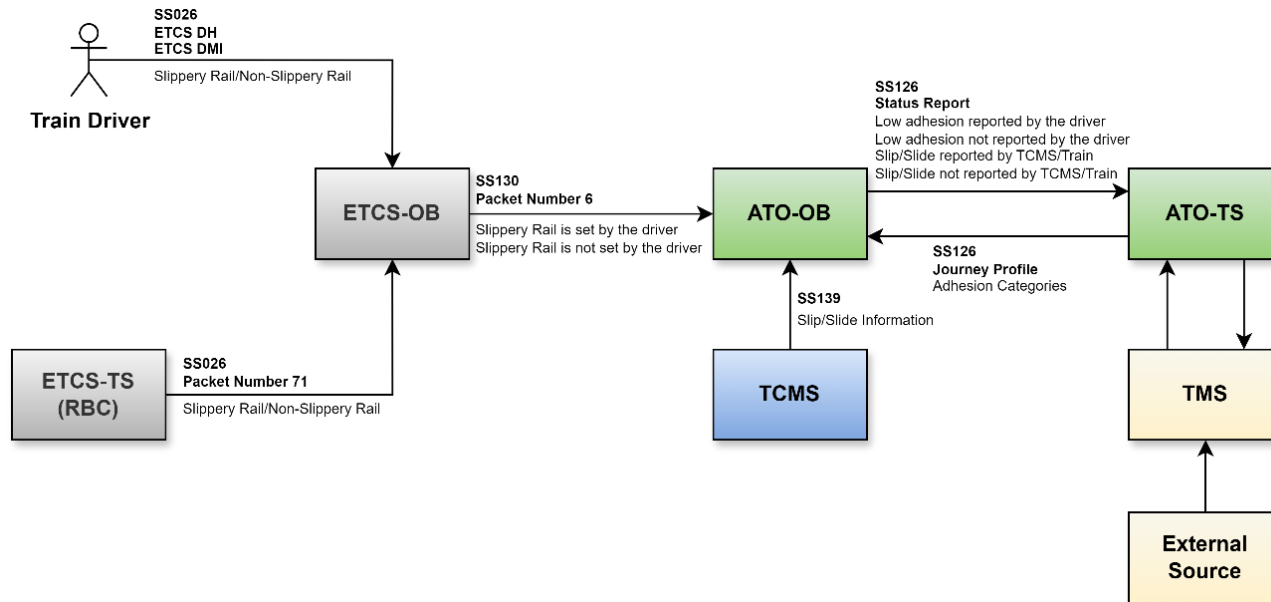 SS026
ETCS DH
ETCS DMI
Slippery Rail/Non-Slippery Rail
Train Driver
SS126
Status Report
Low adhesion reported by the driver
Low adhesion not reported by the driver
Slip/Slide reported by TCMS/Train
Slip/Slide not reported by TCMS/Train
ETCS-OB
SS130
Packet Number 6
Slippery Rail is set by the driver
Slippery Rail is not set by the driver
ATO-OB
ATO-TS
SS126
Journey Profile
Adhesion Categories
SS139
Slip/Slide Information
ETCS-TS
(RBC)
SS026
Packet Number 71
Slippery Rail/Non-Slippery Rail
TCMS
TMS
External
Source